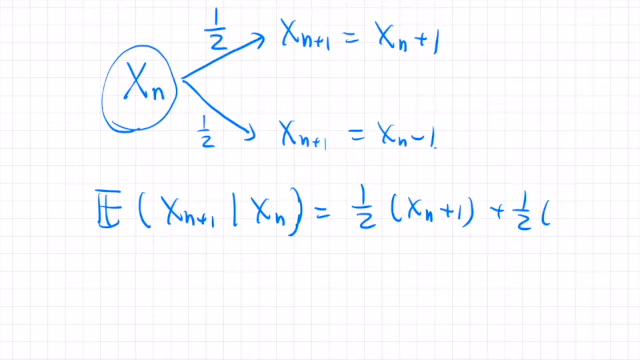 1/2 X_{n+1} = X_n + 1
X_n
1/2 X_{n+1} = X_n - 1
𝔼 ( X_{n+1} | X_n ) = 1/2 ( X_n + 1 ) + 1/2 (